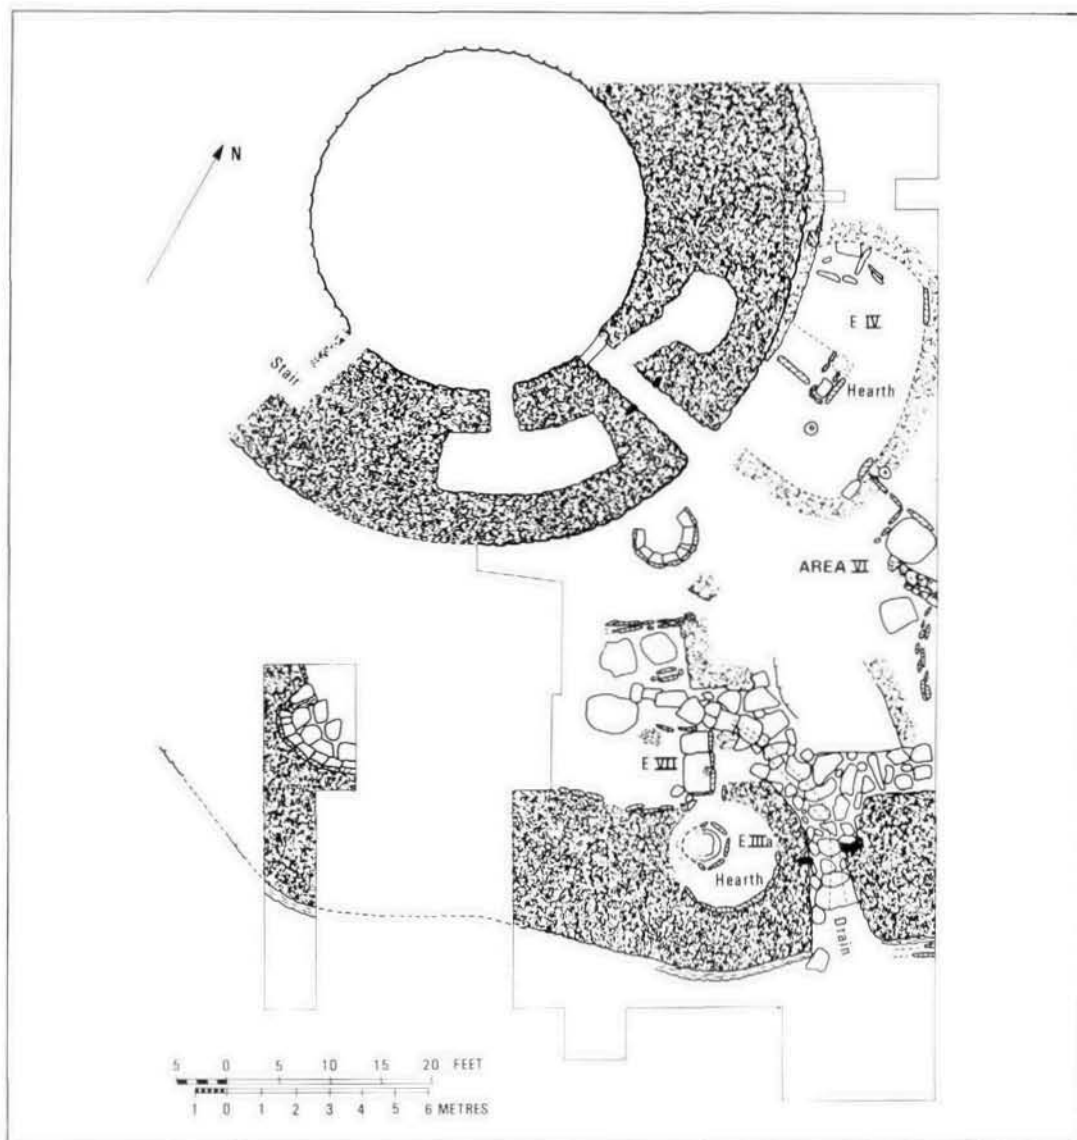 N
E IV
Stair
Hearth
AREA VI
E VII
E IIIa
Hearth
Drain
5 0 5 10 15 20 FEET
1 0 1 2 3 4 5 6 METRES